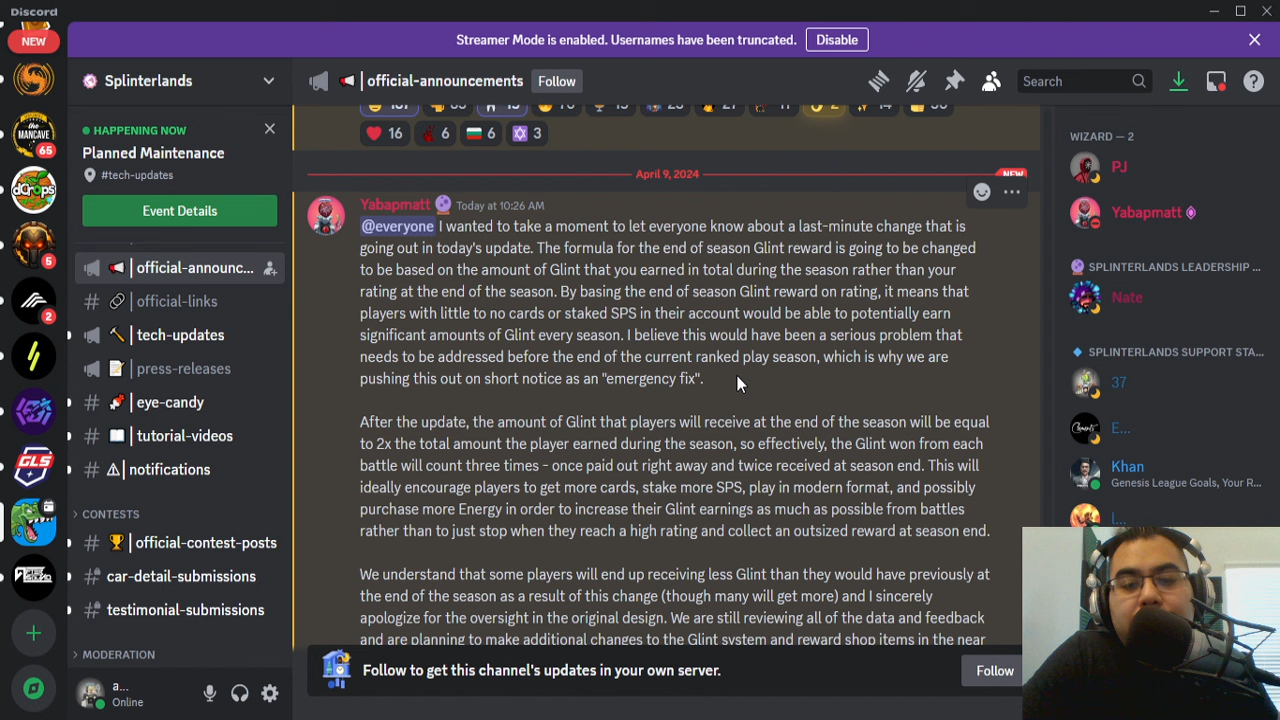 Discord
Streamer Mode is enabled. Usernames have been truncated.
Disable
NEW
Splinterlands
official-announcements
Follow
Search
HAPPENING NOW
Planned Maintenance
#tech-updates
Event Details
official-announc...
official-links
tech-updates
press-releases
eye-candy
tutorial-videos
notifications
CONTESTS
official-contest-posts
car-detail-submissions
testimonial-submissions
MODERATION
a...
Online
THE MANCAVE
65
dCROPS
5
2
GLS
16
6
6
3
April 9, 2024
NEW
Yabapmatt Today at 10:26 AM
@everyone I wanted to take a moment to let everyone know about a last-minute change that is
going out in today's update. The formula for the end of season Glint reward is going to be changed
to be based on the amount of Glint that you earned in total during the season rather than your
rating at the end of the season. By basing the end of season Glint reward on rating, it means that
players with little to no cards or staked SPS in their account would be able to potentially earn
significant amounts of Glint every season. I believe this would have been a serious problem that
needs to be addressed before the end of the current ranked play season, which is why we are
pushing this out on short notice as an "emergency fix".
After the update, the amount of Glint that players will receive at the end of the season will be equal
to 2x the total amount the player earned during the season, so effectively, the Glint won from each
battle will count three times - once paid out right away and twice received at season end. This will
ideally encourage players to get more cards, stake more SPS, play in modern format, and possibly
purchase more Energy in order to increase their Glint earnings as much as possible from battles
rather than to just stop when they reach a high rating and collect an outsized reward at season end.
We understand that some players will end up receiving less Glint than they would have previously at
the end of the season as a result of this change (though many will get more) and I sincerely
apologize for the oversight in the original design. We are still reviewing all of the data and feedback
and are planning to make additional changes to the Glint system and reward shop items in the near
Follow to get this channel's updates in your own server.
Follow
WIZARD — 2
PJ
Yabapmatt
SPLINTERLANDS LEADERSHIP ...
Nate
SPLINTERLANDS SUPPORT STA...
37
E...
Khan
Genesis League Goals, Your R...
I...